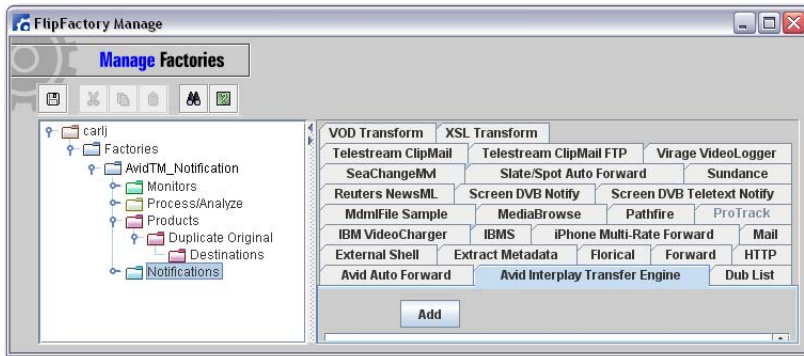 FlipFactory Manage
Manage Factories
carlj
Factories
AvidTM_Notification
Monitors
Process/Analyze
Products
Duplicate Original
Destinations
Notifications
VOD Transform XSL Transform
Telestream ClipMail Telestream ClipMail FTP Virage VideoLogger
SeaChangeMVI Slate/Spot Auto Forward Sundance
Reuters NewsML Screen DVB Notify Screen DVB Teletext Notify
MdmlFile Sample MediaBrowse Pathfire ProTrack
IBM VideoCharger IBMS iPhone Multi-Rate Forward Mail
External Shell Extract Metadata Florical Forward HTTP
Avid Auto Forward Avid Interplay Transfer Engine Dub List
Add